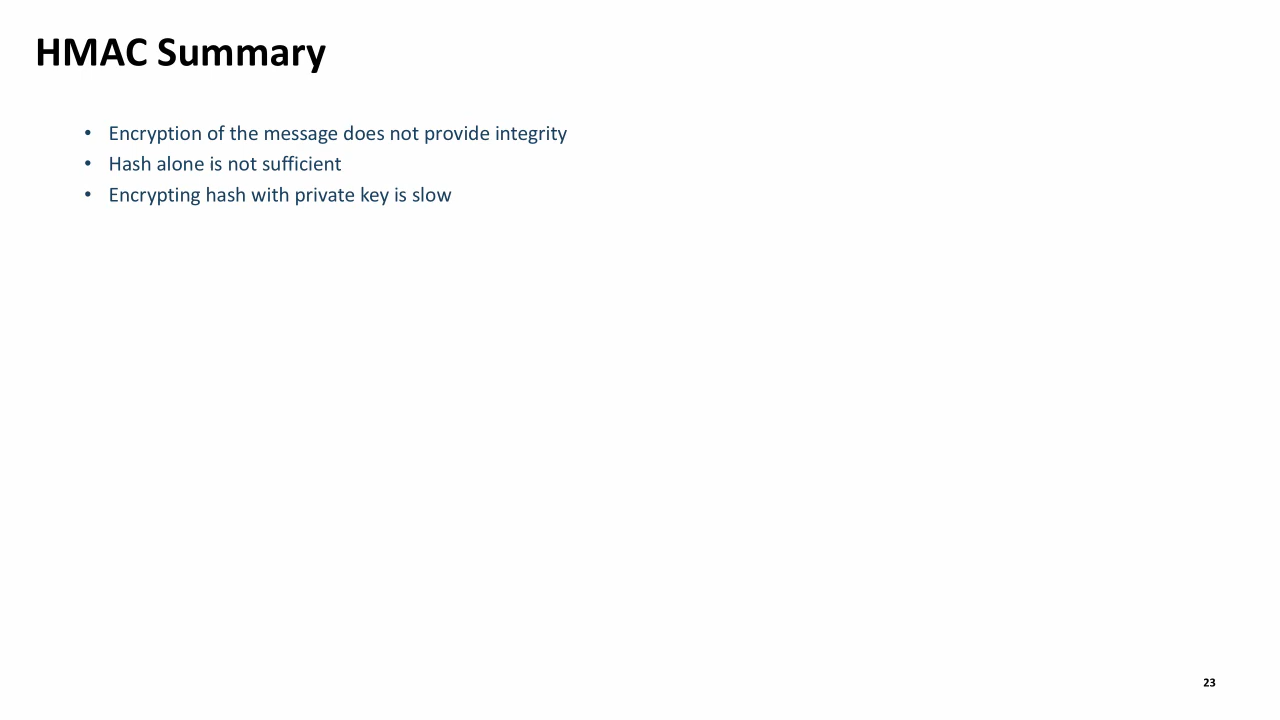 HMAC Summary
• Encryption of the message does not provide integrity
• Hash alone is not sufficient
• Encrypting hash with private key is slow
23